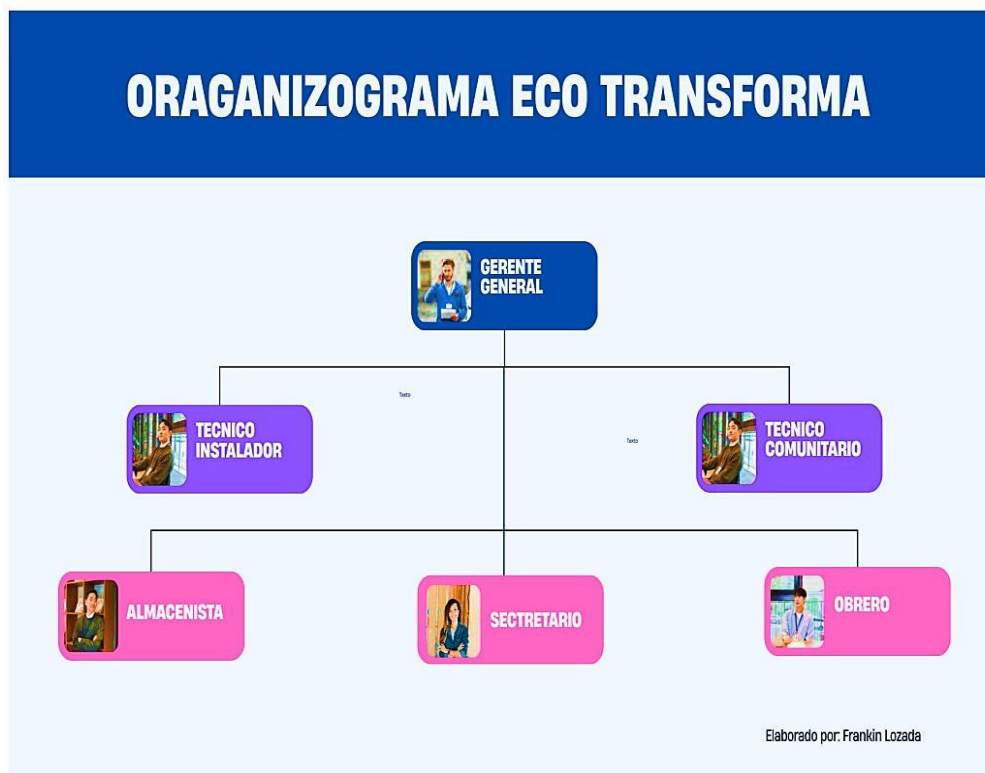 ORAGANIZOGRAMA ECO TRANSFORMA
GERENTE
GENERAL
Texto
TECNICO
INSTALADOR
Texto
TECNICO
COMUNITARIO
ALMACENISTA
SECTRETARIO
OBRERO
Elaborado por: Frankin Lozada